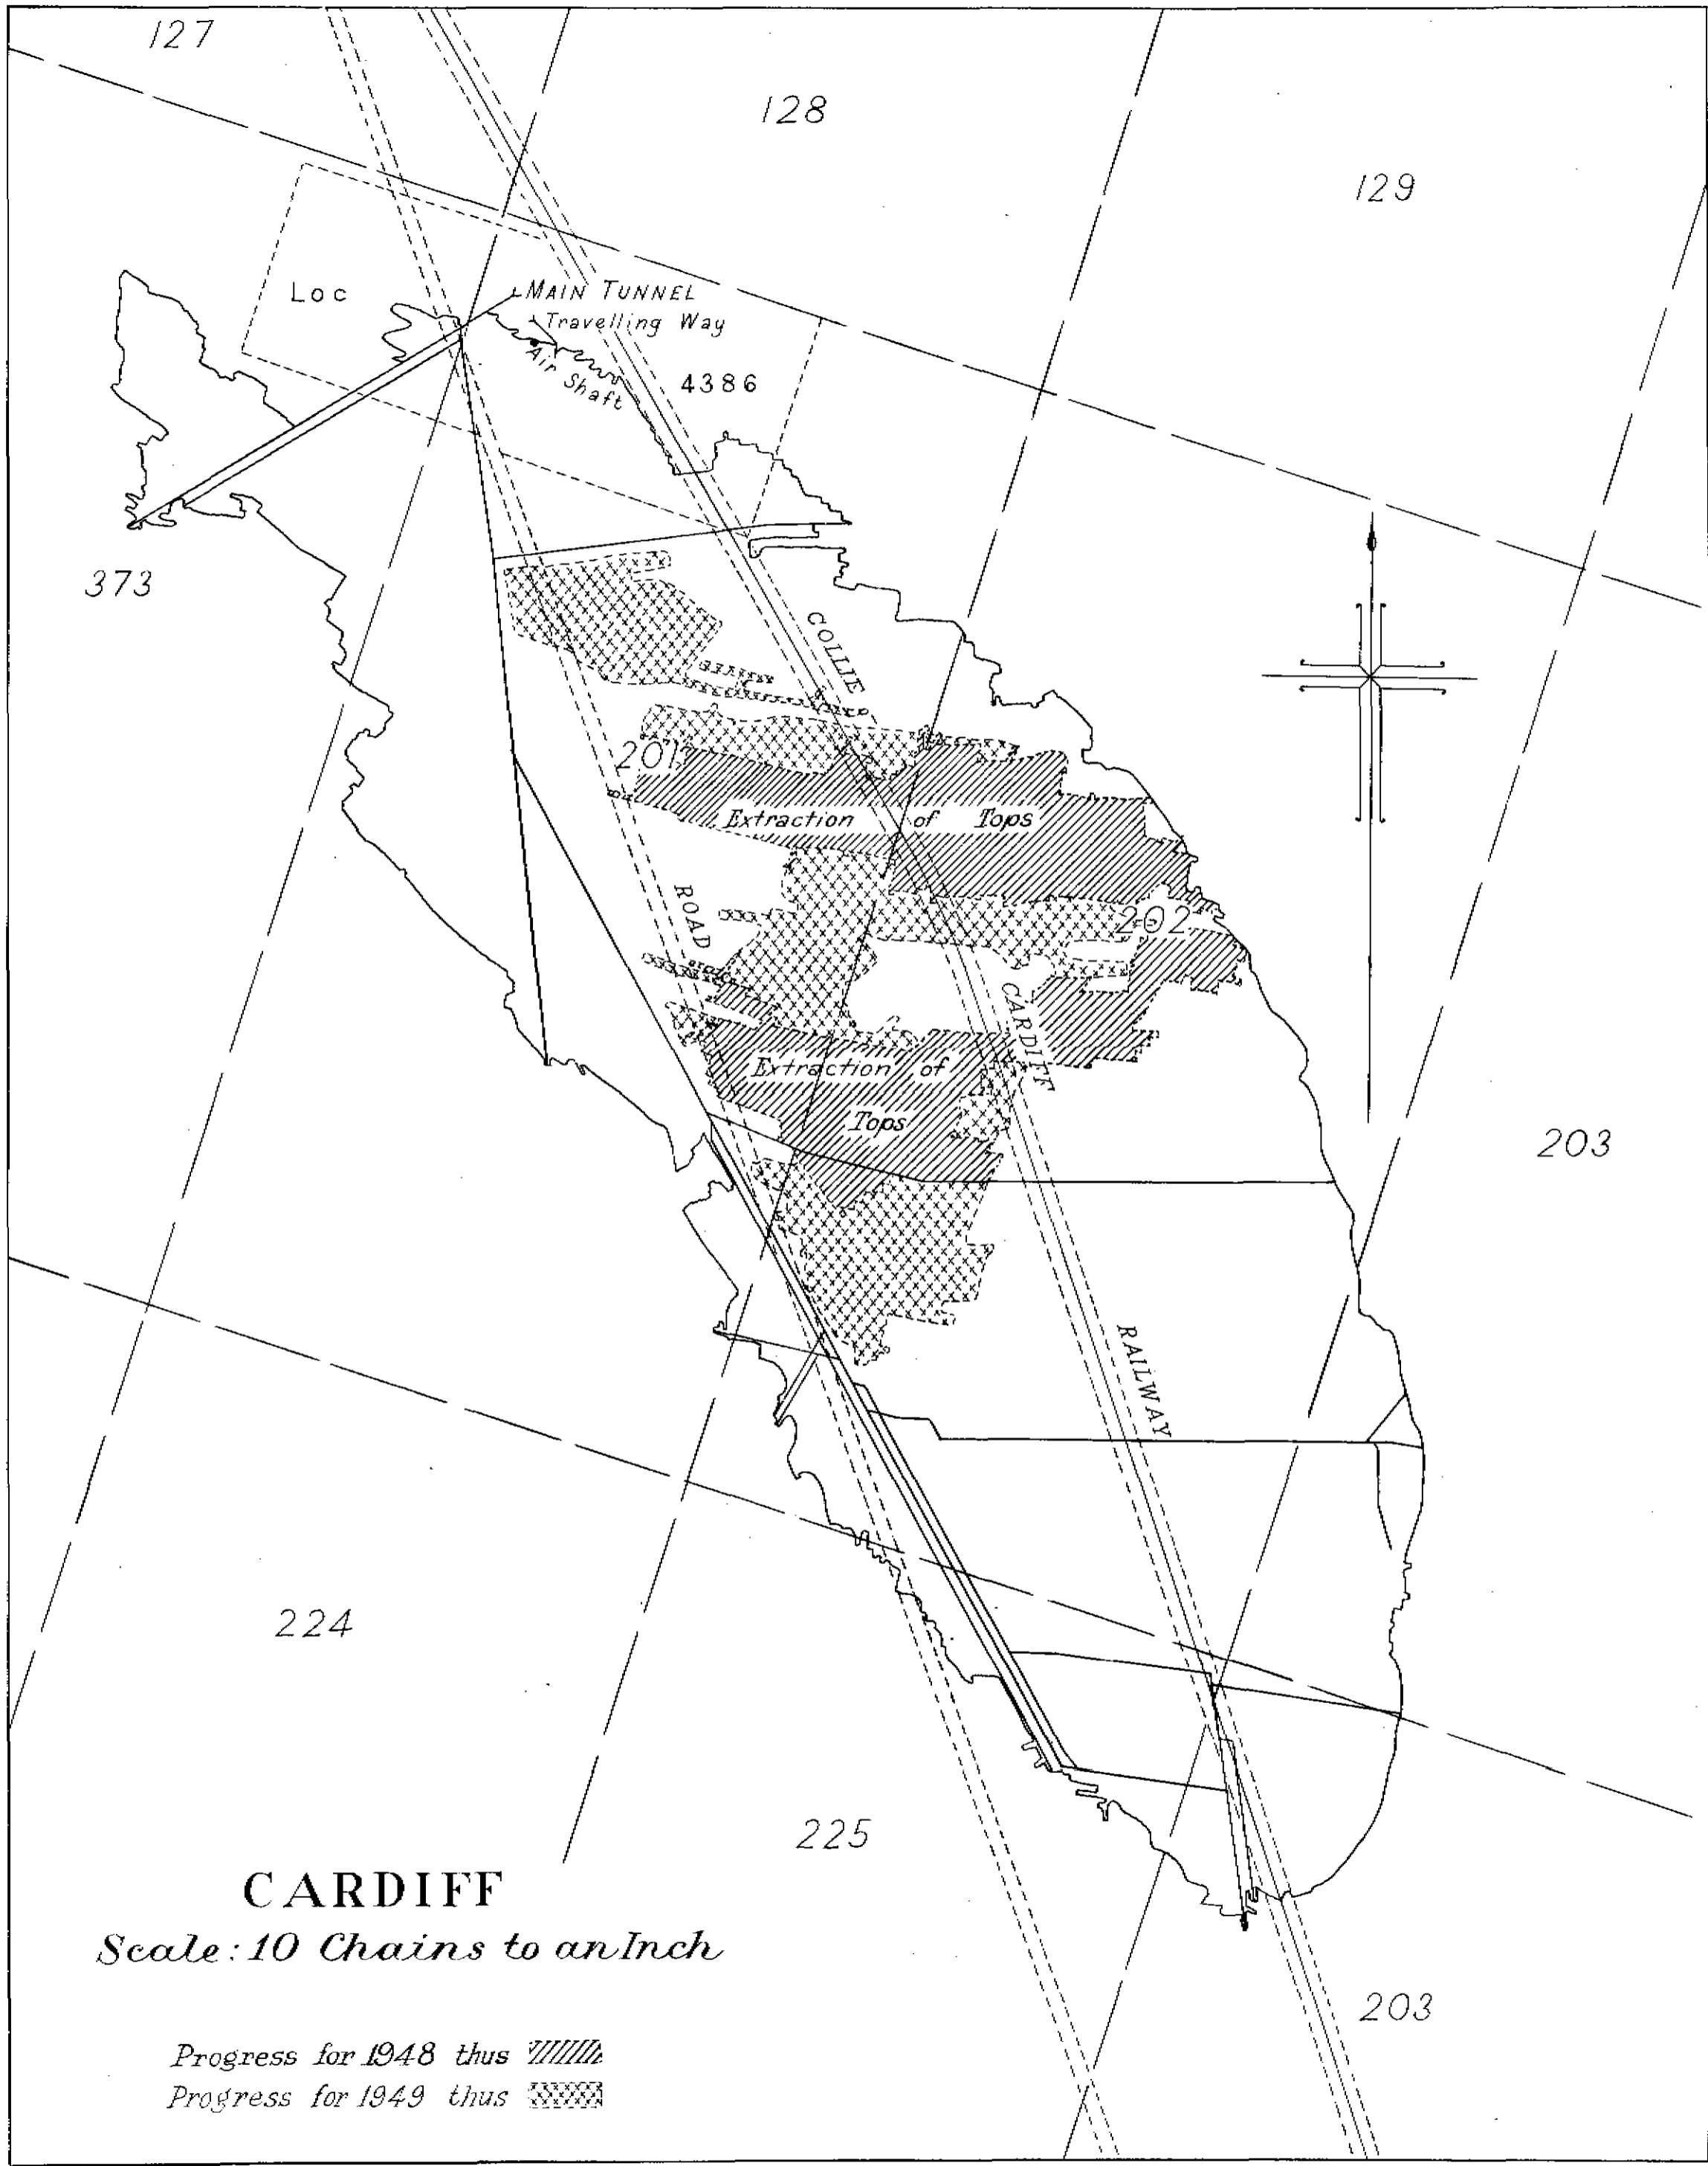 127
128
129
Loc
MAIN TUNNEL
Travelling Way
Air Shaft
4386
373
COLLIE
201
Extraction of Tops
ROAD
202
CARDIFF
Extraction of
Tops
203
RAILWAY
224
225
CARDIFF
Scale: 10 Chains to an Inch
203
Progress for 1948 thus
Progress for 1949 thus